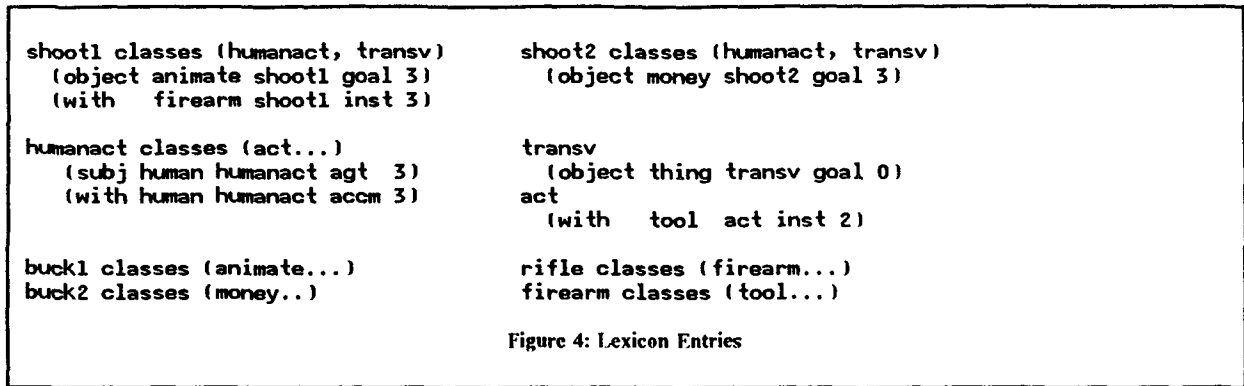 shoot1 classes (humanact, transv)
(object animate shoot1 goal 3)
(with firearm shoot1 inst 3)
shoot2 classes (humanact, transv)
(object money shoot2 goal 3)
humanact classes (act...)
(subj human humanact agt 3)
(with human humanact accm 3)
transv
(object thing transv goal 0)
act
(with tool act inst 2)
buck1 classes (animate...)
buck2 classes (money..)
rifle classes (firearm...)
firearm classes (tool...)
Figure 4: Lexicon Entries